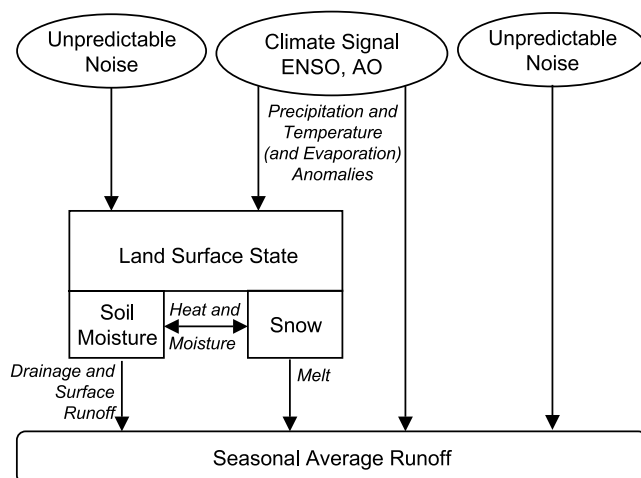 Unpredictable
Noise
Climate Signal
ENSO, AO
Unpredictable
Noise
Precipitation and
Temperature
(and Evaporation)
Anomalies
Land Surface State
Soil
Moisture
Heat and
Moisture
Snow
Drainage and
Surface
Runoff
Melt
Seasonal Average Runoff